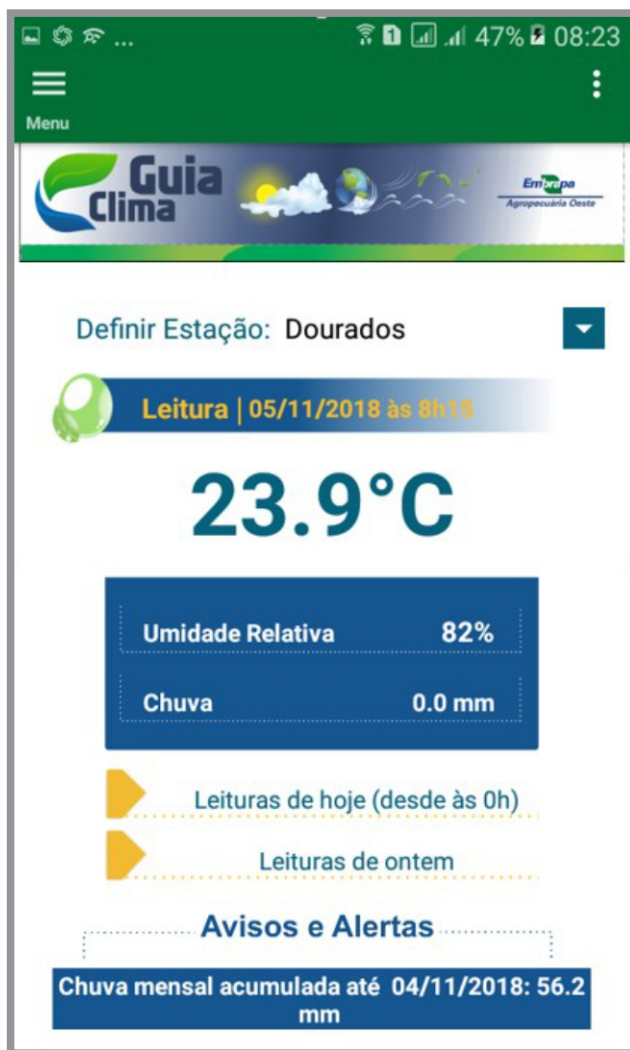 ... 1 47% 08:23
Menu
Guia
Clima
Embrapa
Agropecuária Oeste
Definir Estação: Dourados
Leitura | 05/11/2018 às 8h15
23.9°C
Umidade Relativa 82%
Chuva 0.0 mm
Leituras de hoje (desde às 0h)
Leituras de ontem
Avisos e Alertas
Chuva mensal acumulada até 04/11/2018: 56.2
mm